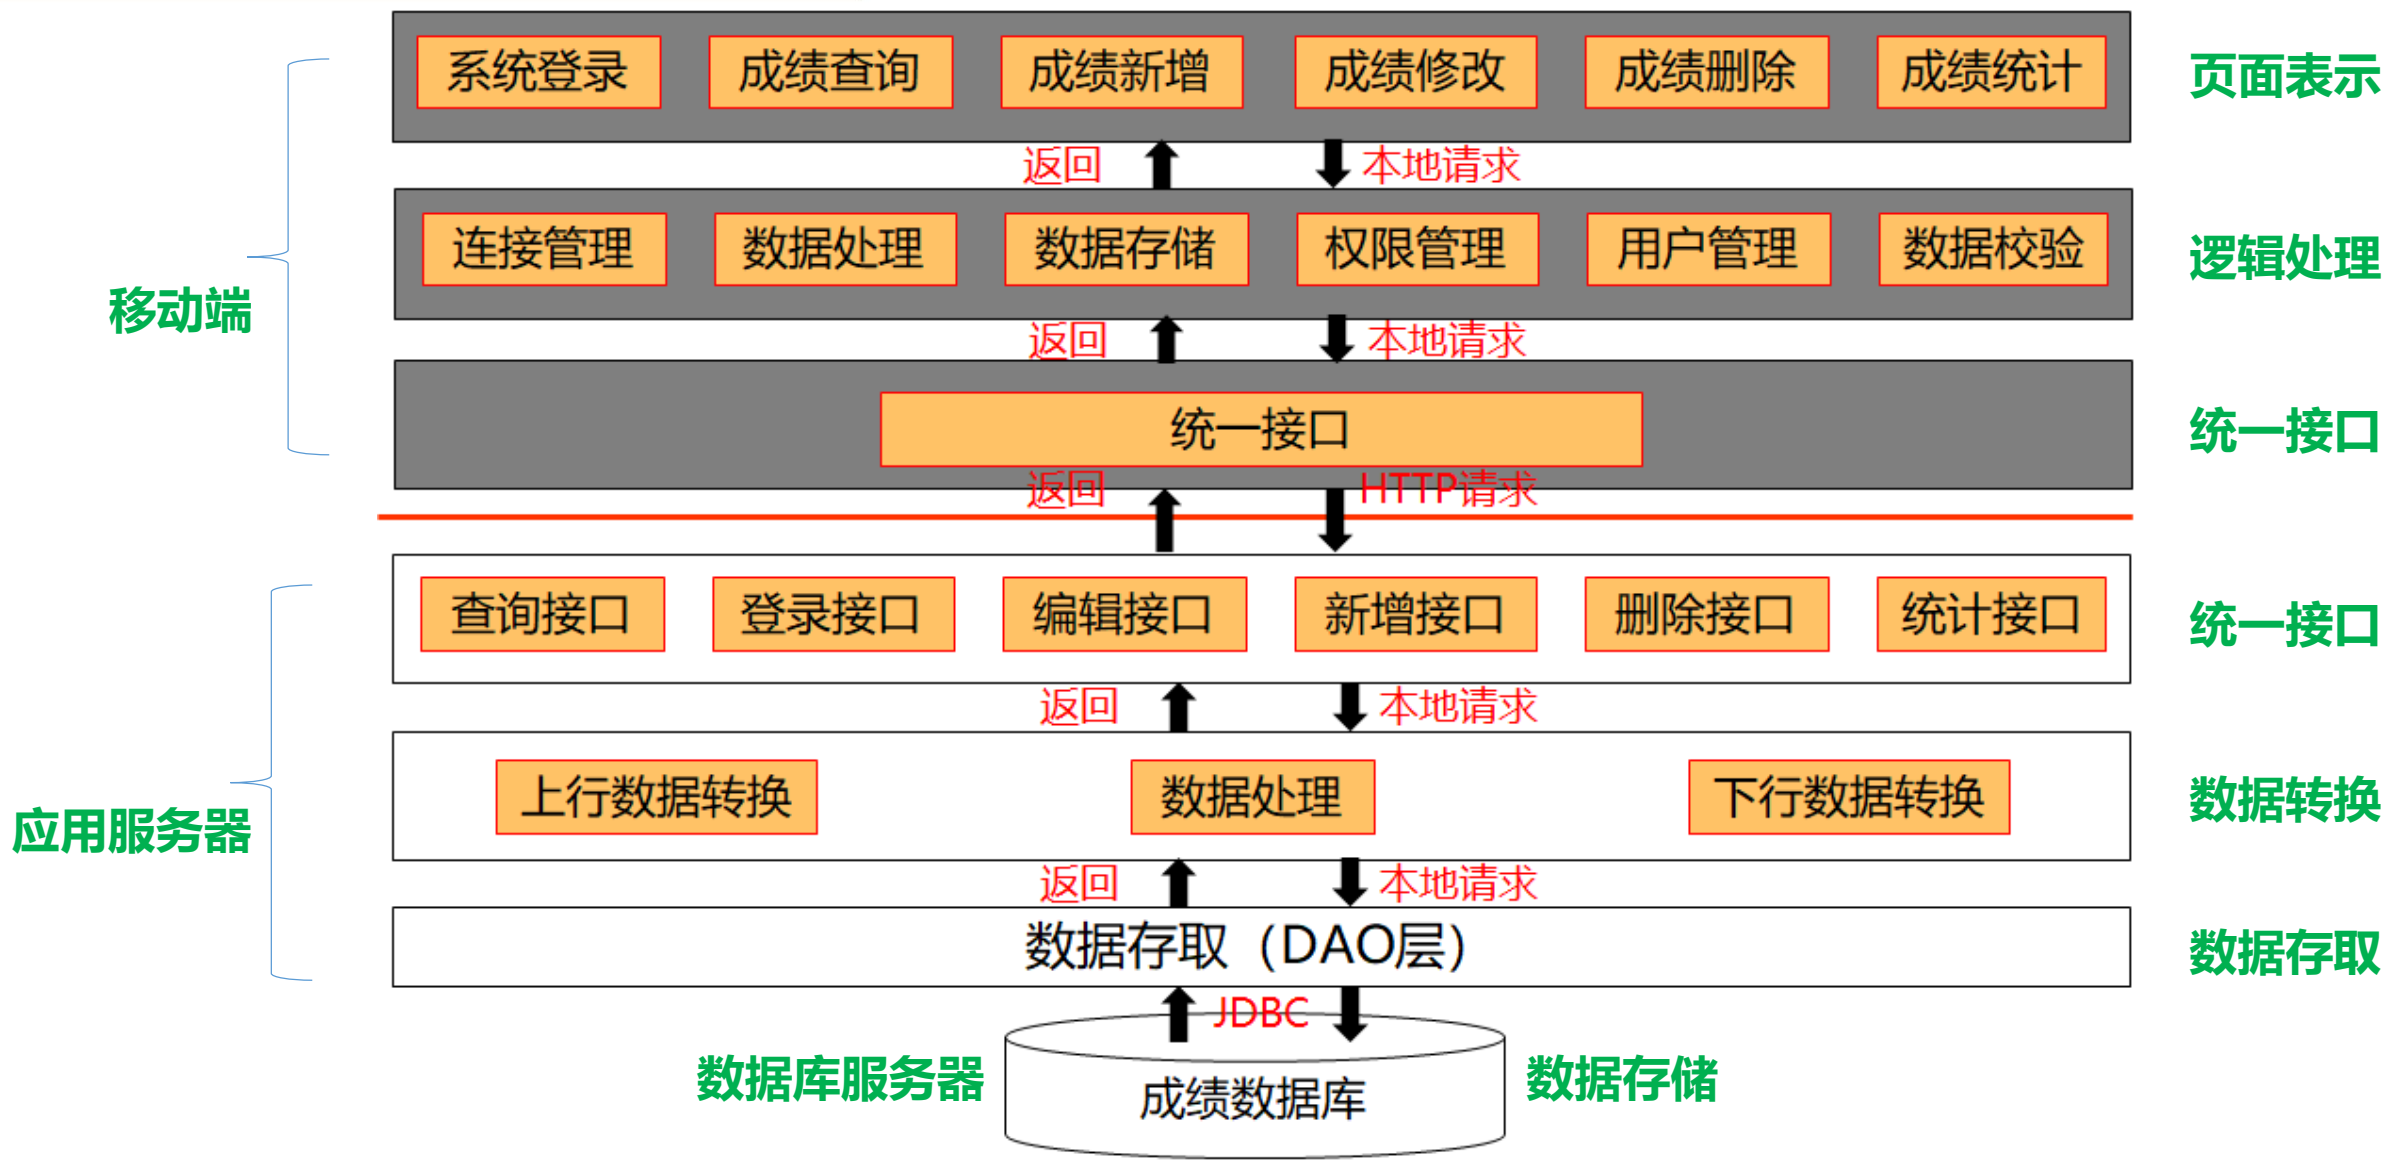 系统登录 成绩查询 成绩新增 成绩修改 成绩删除 成绩统计 页面表示
返回 本地请求
连接管理 数据处理 数据存储 权限管理 用户管理 数据校验 逻辑处理
移动端
返回 本地请求
统一接口 统一接口
返回 HTTP请求
查询接口 登录接口 编辑接口 新增接口 删除接口 统计接口 统一接口
返回 本地请求
上行数据转换 数据处理 下行数据转换 数据转换
应用服务器
返回 本地请求
数据存取（DAO层） 数据存取
JDBC
数据库服务器 成绩数据库 数据存储